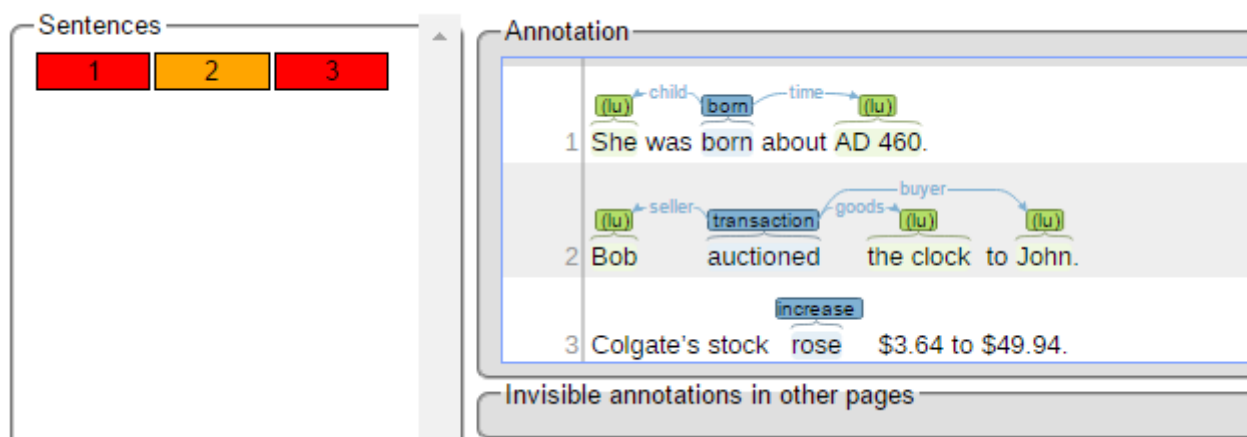 Sentences
1 2 3
Annotation
(lu) child born time (lu)
1 She was born about AD 460.
buyer
seller goods
(lu) transaction (lu) (lu)
2 Bob auctioned the clock to John.
increase
3 Colgate's stock rose $3.64 to $49.94.
Invisible annotations in other pages